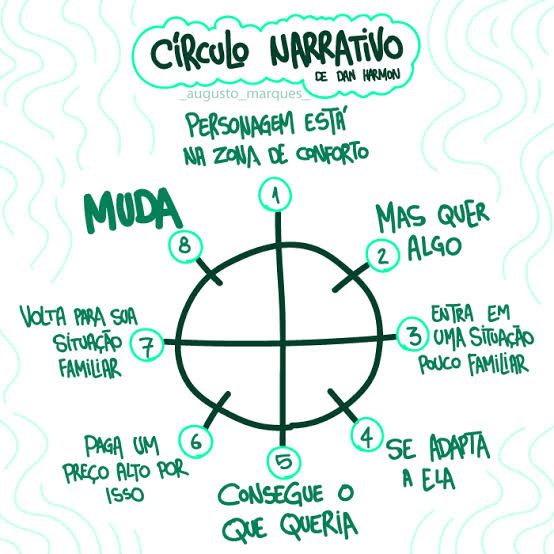 CÍRCULO NARRATIVO
DE DAN HARMON
_augusto_marques_
PERSONAGEM ESTÁ
NA ZONA DE CONFORTO
1
MAS QUER
ALGO
2
ENTRA EM
UMA SITUAÇÃO
POUCO FAMILIAR
3
SE ADAPTA
A ELA
4
5
CONSEGUE O
QUE QUERIA
6
PAGA UM
PREÇO ALTO POR
ISSO
7
VOLTA PARA SUA
SITUAÇÃO
FAMILIAR
8
MUDA